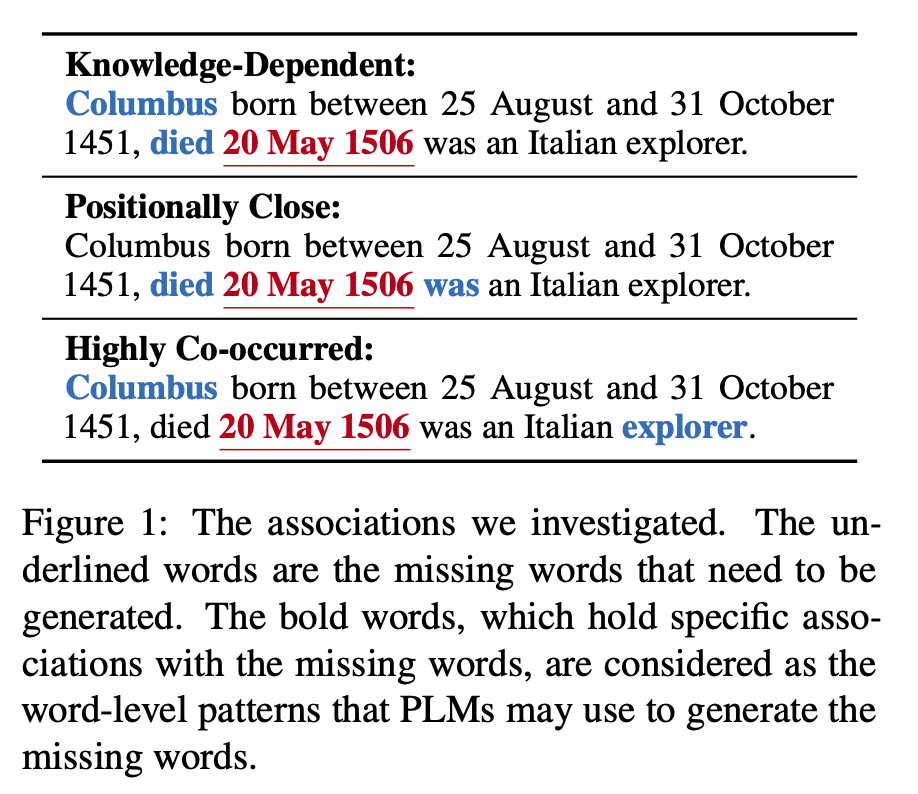 Knowledge-Dependent:
Columbus born between 25 August and 31 October
1451, died 20 May 1506 was an Italian explorer.
Positionally Close:
Columbus born between 25 August and 31 October
1451, died 20 May 1506 was an Italian explorer.
Highly Co-occurred:
Columbus born between 25 August and 31 October
1451, died 20 May 1506 was an Italian explorer.
Figure 1: The associations we investigated. The un-
derlined words are the missing words that need to be
generated. The bold words, which hold specific asso-
ciations with the missing words, are considered as the
word-level patterns that PLMs may use to generate the
missing words.